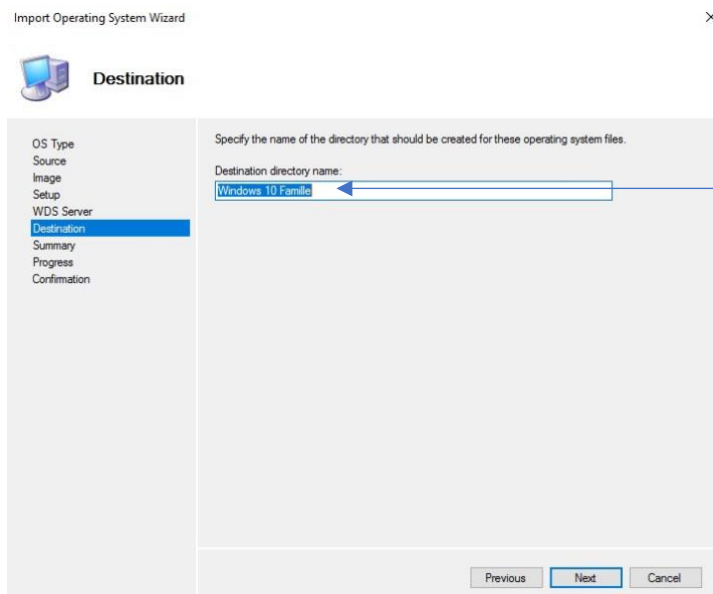 Import Operating System Wizard
Destination
OS Type
Source
Image
Setup
WDS Server
Destination
Summary
Progress
Confirmation
Specify the name of the directory that should be created for these operating system files.
Destination directory name:
Windows 10 Famille
Previous
Next
Cancel